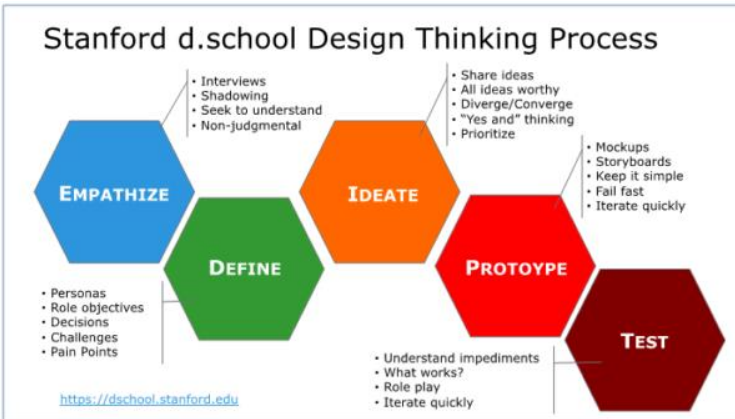 Stanford d.school Design Thinking Process
• Interviews
• Shadowing
• Seek to understand
• Non-judgmental
EMPATHIZE
• Personas
• Role objectives
• Decisions
• Challenges
• Pain Points
DEFINE
• Share ideas
• All ideas worthy
• Diverge/Converge
• “Yes and” thinking
• Prioritize
IDEATE
• Mockups
• Storyboards
• Keep it simple
• Fail fast
• Iterate quickly
PROTOYPE
• Understand impediments
• What works?
• Role play
• Iterate quickly
TEST
https://dschool.stanford.edu